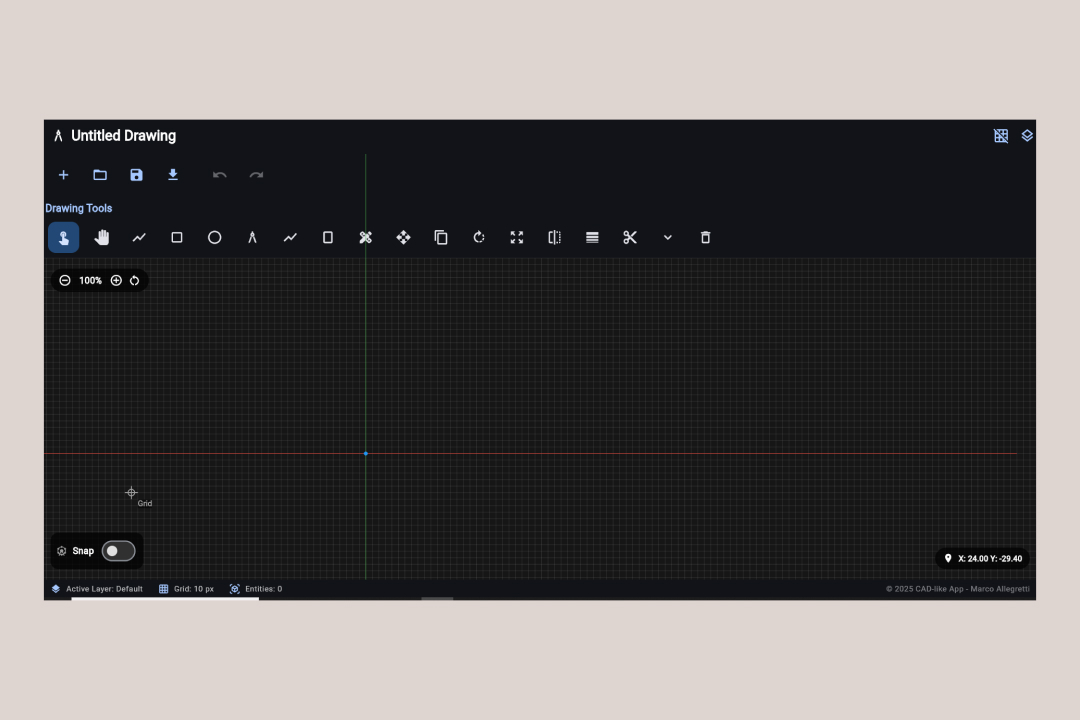 Untitled Drawing
Drawing Tools
100%
Grid
Snap
X: 24.00 Y: -29.40
Active Layer: Default
Grid: 10 px
Entities: 0
© 2025 CAD-like App - Marco Allegretti